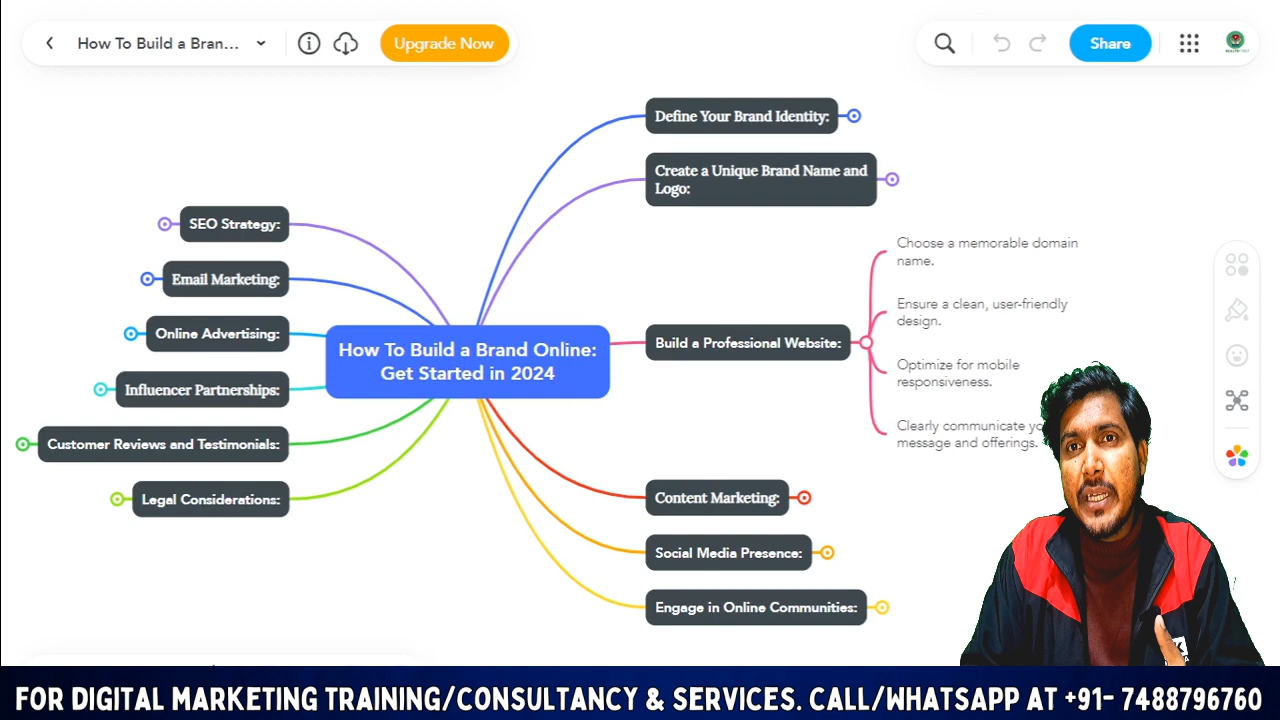 How To Build a Bran...
Upgrade Now
Share
Define Your Brand Identity:
Create a Unique Brand Name and
Logo:
SEO Strategy:
Email Marketing:
Online Advertising:
Influencer Partnerships:
Customer Reviews and Testimonials:
Legal Considerations:
How To Build a Brand Online:
Get Started in 2024
Build a Professional Website:
Choose a memorable domain
name.
Ensure a clean, user-friendly
design.
Optimize for mobile
responsiveness.
Clearly communicate
message and offerings.
Content Marketing:
Social Media Presence:
Engage in Online Communities:
FOR DIGITAL MARKETING TRAINING/CONSULTANCY & SERVICES. CALL/WHATSAPP AT +91- 7488796760